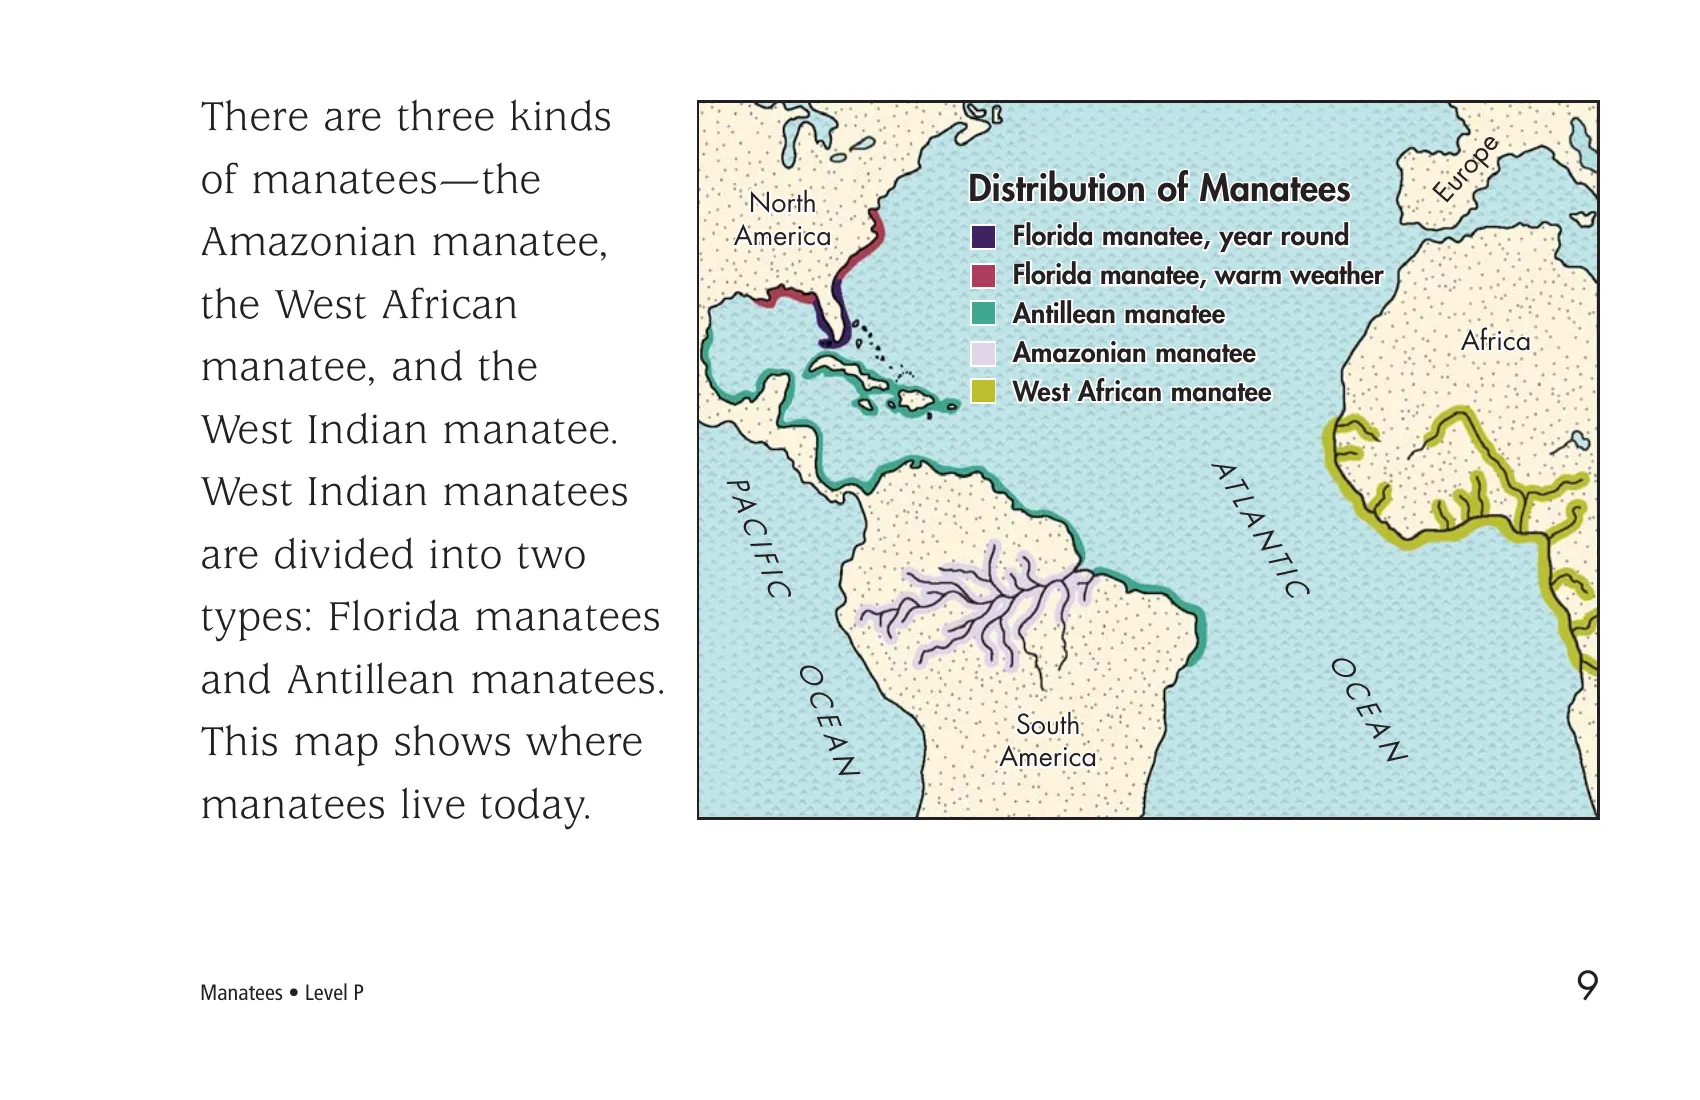 There are three kinds
of manatees—the
Amazonian manatee,
the West African
manatee, and the
West Indian manatee.
West Indian manatees
are divided into two
types: Florida manatees
and Antillean manatees.
This map shows where
manatees live today.
North
America
Europe
Distribution of Manatees
Florida manatee, year round
Florida manatee, warm weather
Antillean manatee
Amazonian manatee
West African manatee
Africa
PACIFIC
OCEAN
ATLANTIC
OCEAN
South
America
Manatees • Level P
9